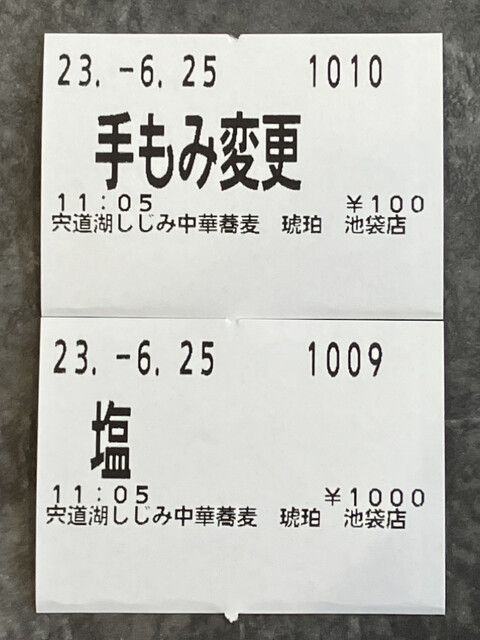 23.-6.25 1010
手もみ変更
11:05 ¥100
宍道湖しじみ中華蕎麦 琥珀 池袋店
23.-6.25 1009
塩
11:05 ¥1000
宍道湖しじみ中華蕎麦 琥珀 池袋店